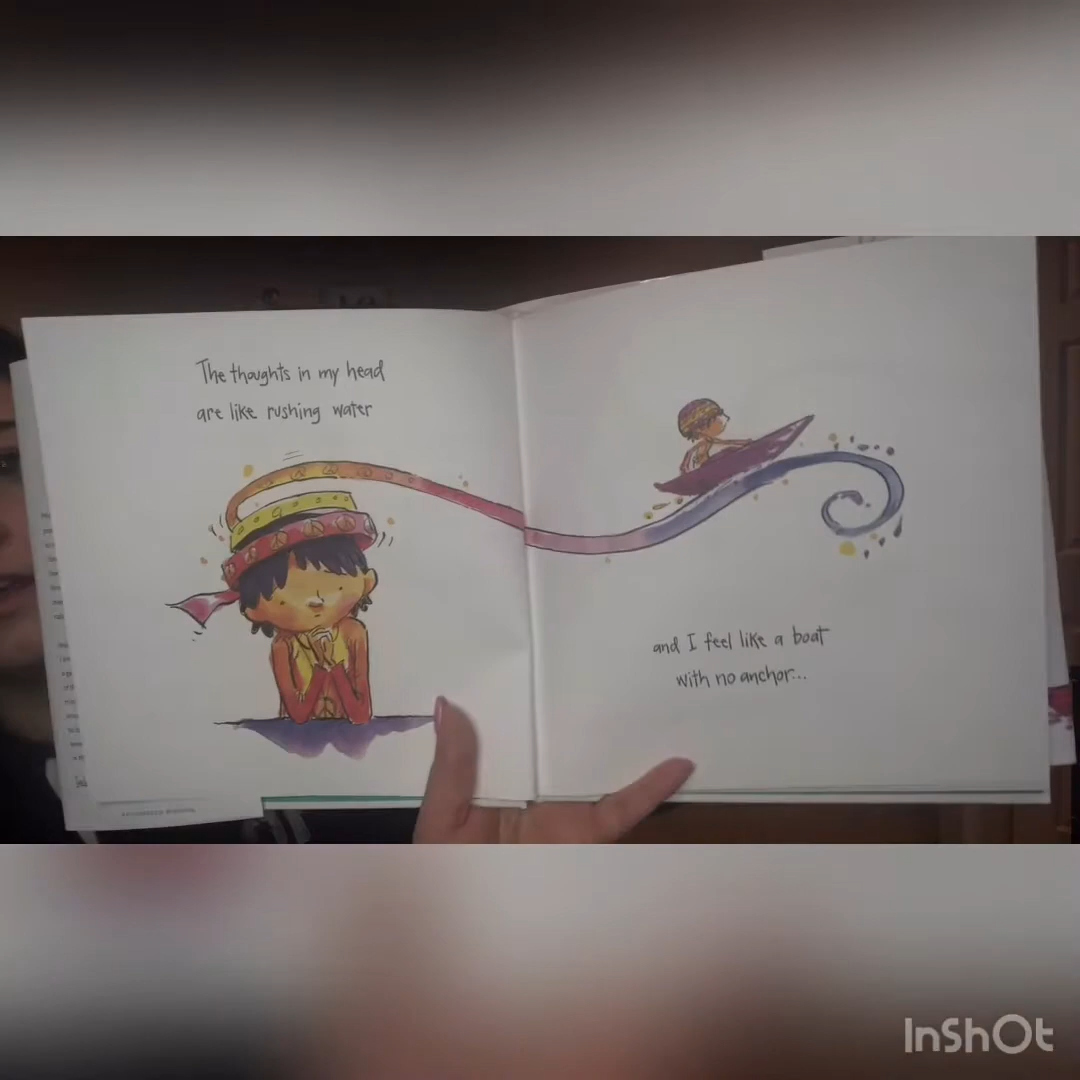 The thoughts in my head
are like rushing water
and I feel like a boat
with no anchor...
InShOt